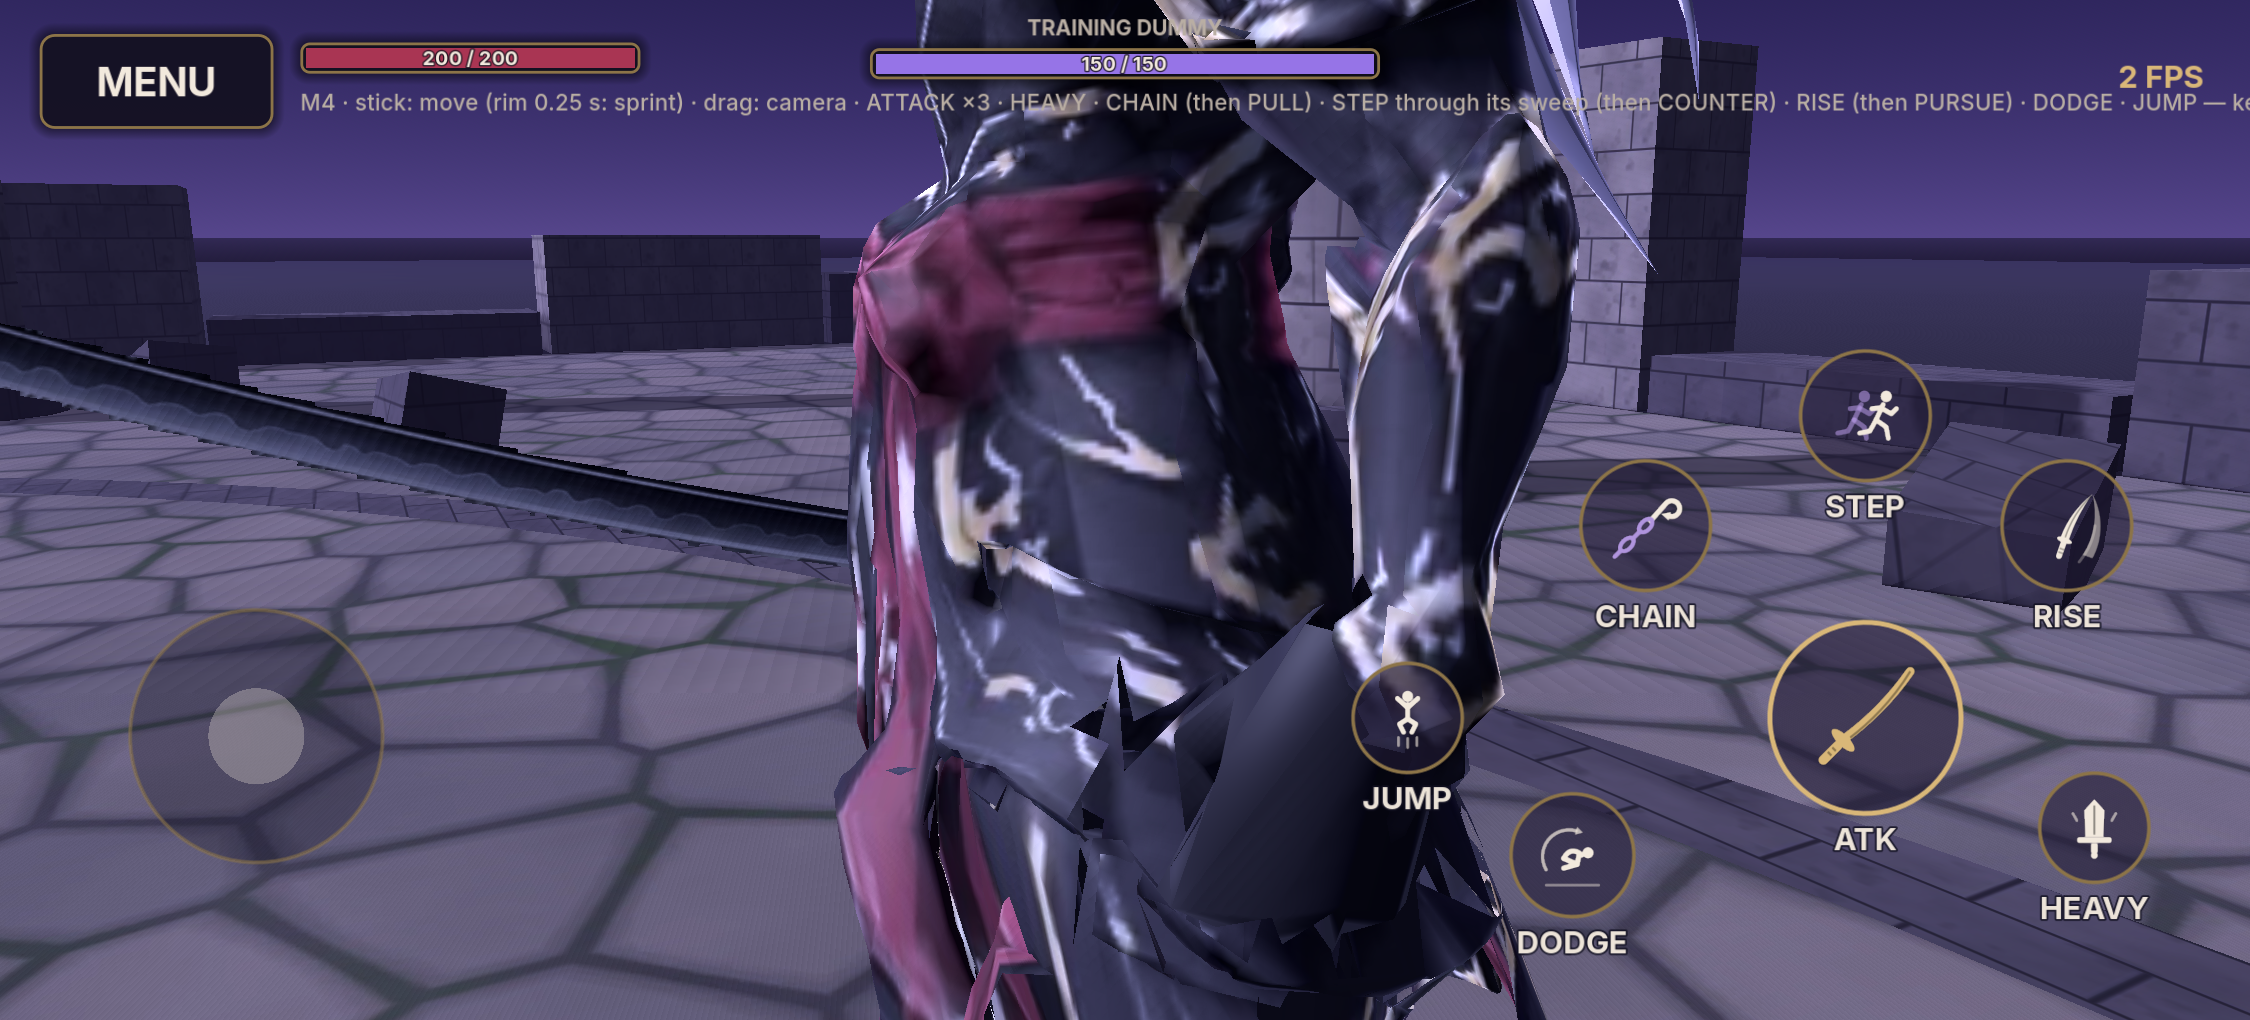 TRAINING DUMMY
MENU
200 / 200
150 / 150
2 FPS
M4 · stick: move (rim 0.25 s: sprint) · drag: camera · ATTACK ×3 · HEAVY · CHAIN (then PULL) · STEP through its sweep (then COUNTER) · RISE (then PURSUE) · DODGE · JUMP — ke
STEP
CHAIN
RISE
JUMP
ATK
HEAVY
DODGE